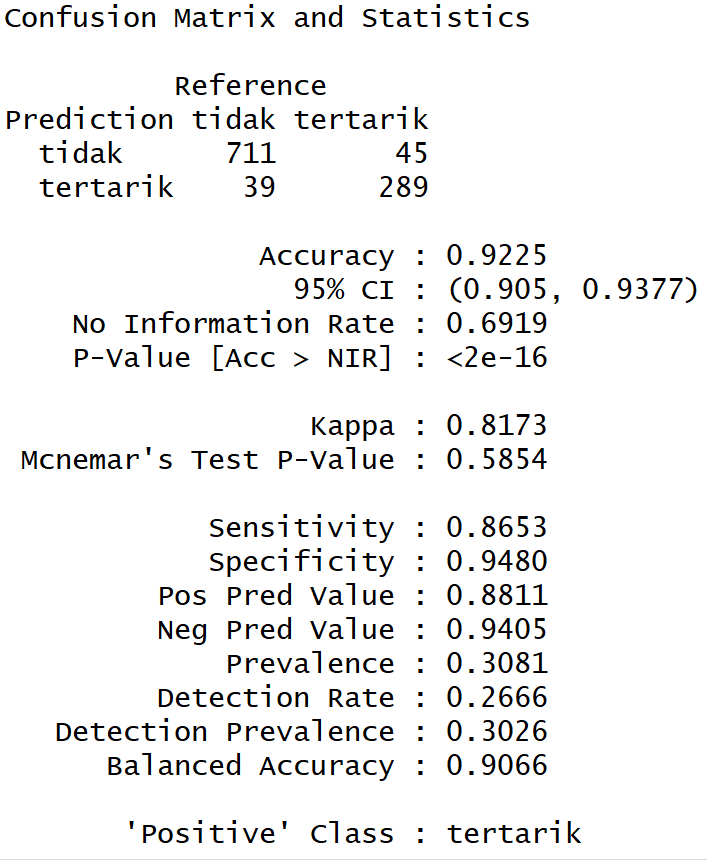 Confusion Matrix and Statistics
Reference
Prediction tidak tertarik
tidak 711 45
tertarik 39 289
Accuracy : 0.9225
95% CI : (0.905, 0.9377)
No Information Rate : 0.6919
P-Value [Acc > NIR] : <2e-16
Kappa : 0.8173
Mcnemar's Test P-Value : 0.5854
Sensitivity : 0.8653
Specificity : 0.9480
Pos Pred Value : 0.8811
Neg Pred Value : 0.9405
Prevalence : 0.3081
Detection Rate : 0.2666
Detection Prevalence : 0.3026
Balanced Accuracy : 0.9066
'Positive' Class : tertarik